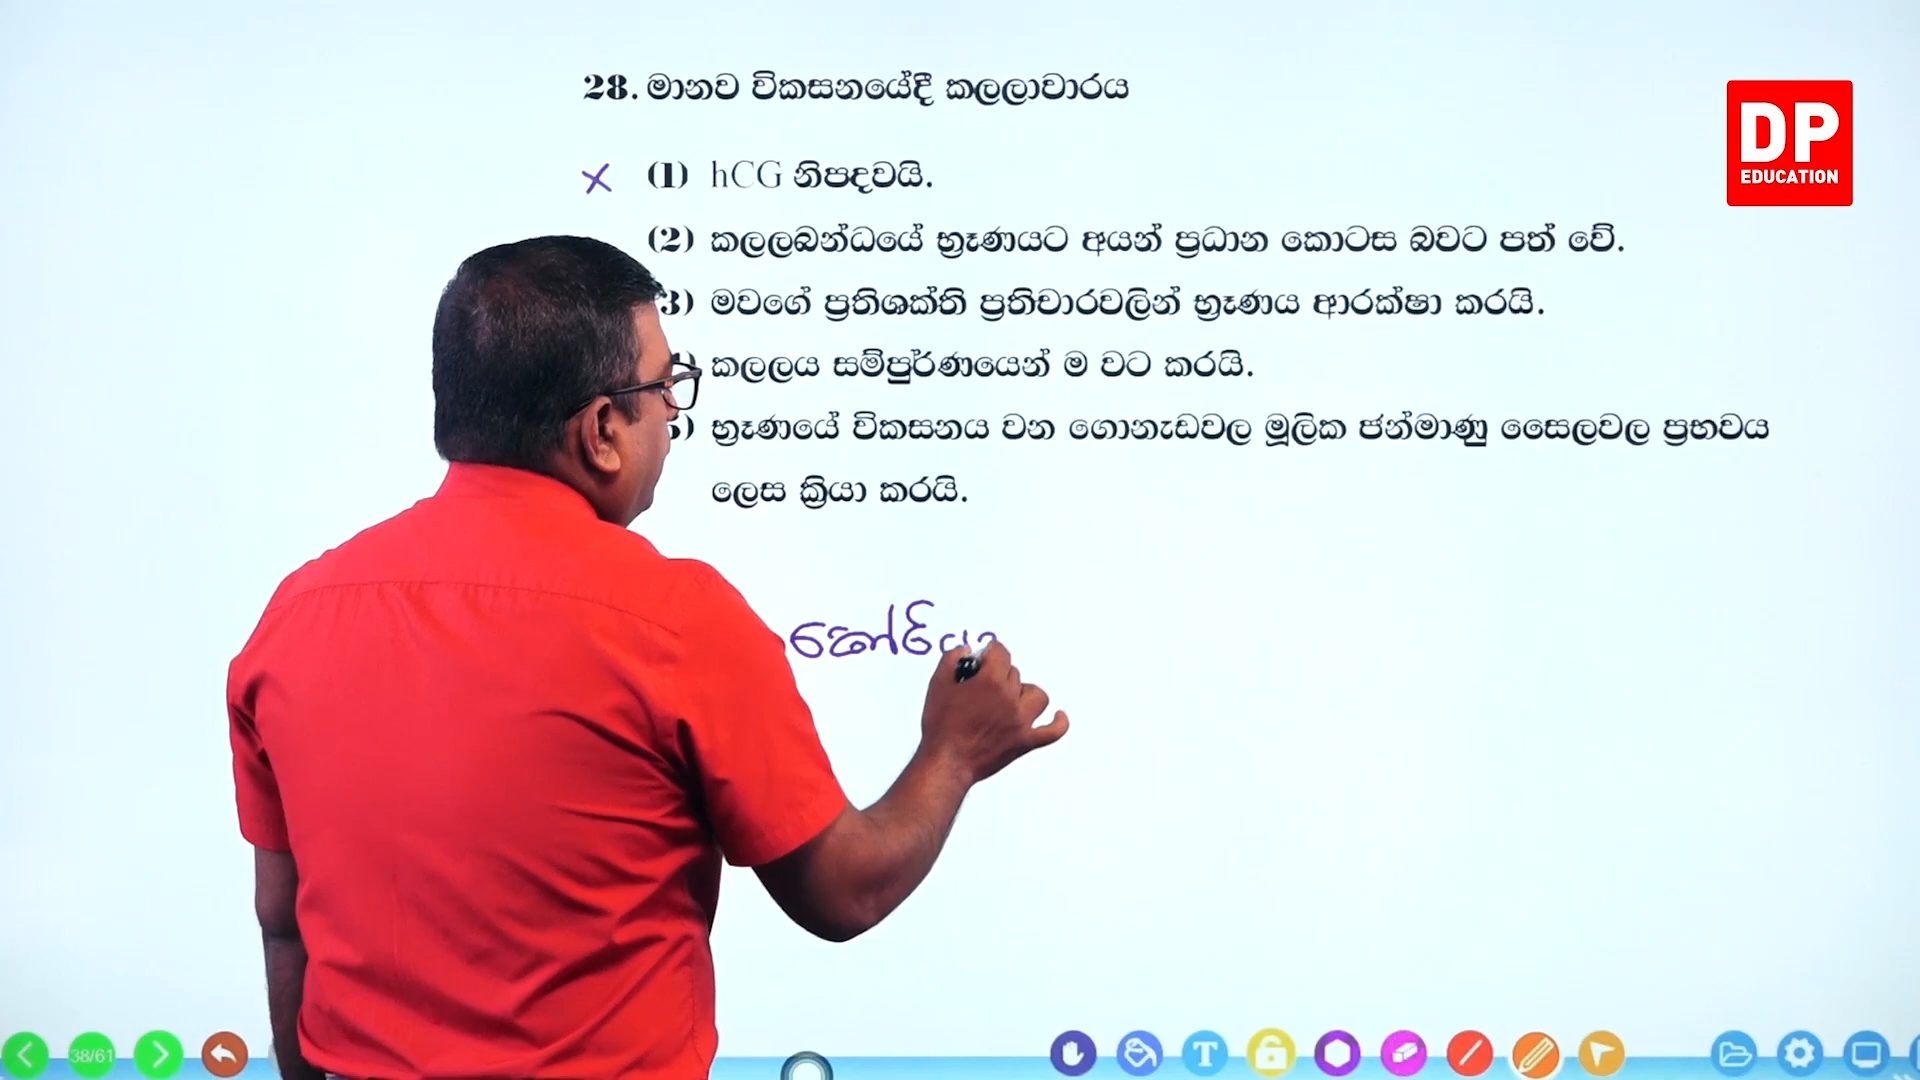 28. මානව විකසනයේදී කලලාවාරය
(1) hCG නිපදවයි.
(2) කලලබන්ධයේ භ්‍රෑණයට අයත් ප්‍රධාන කොටස බවට පත් වේ.
3) මවගේ ප්‍රතිශක්ති ප්‍රතිචාරවලින් භ්‍රෑණය ආරක්ෂා කරයි.
කලලය සම්පුර්ණයෙන් ම වට කරයි.
භ්‍රෑණයේ විකසනය වන ගොනැඩවල මූලික ජන්මාණු සෛලවල ප්‍රභවය
ලෙස ක්‍රියා කරයි.
DP
EDUCATION
38/61
T